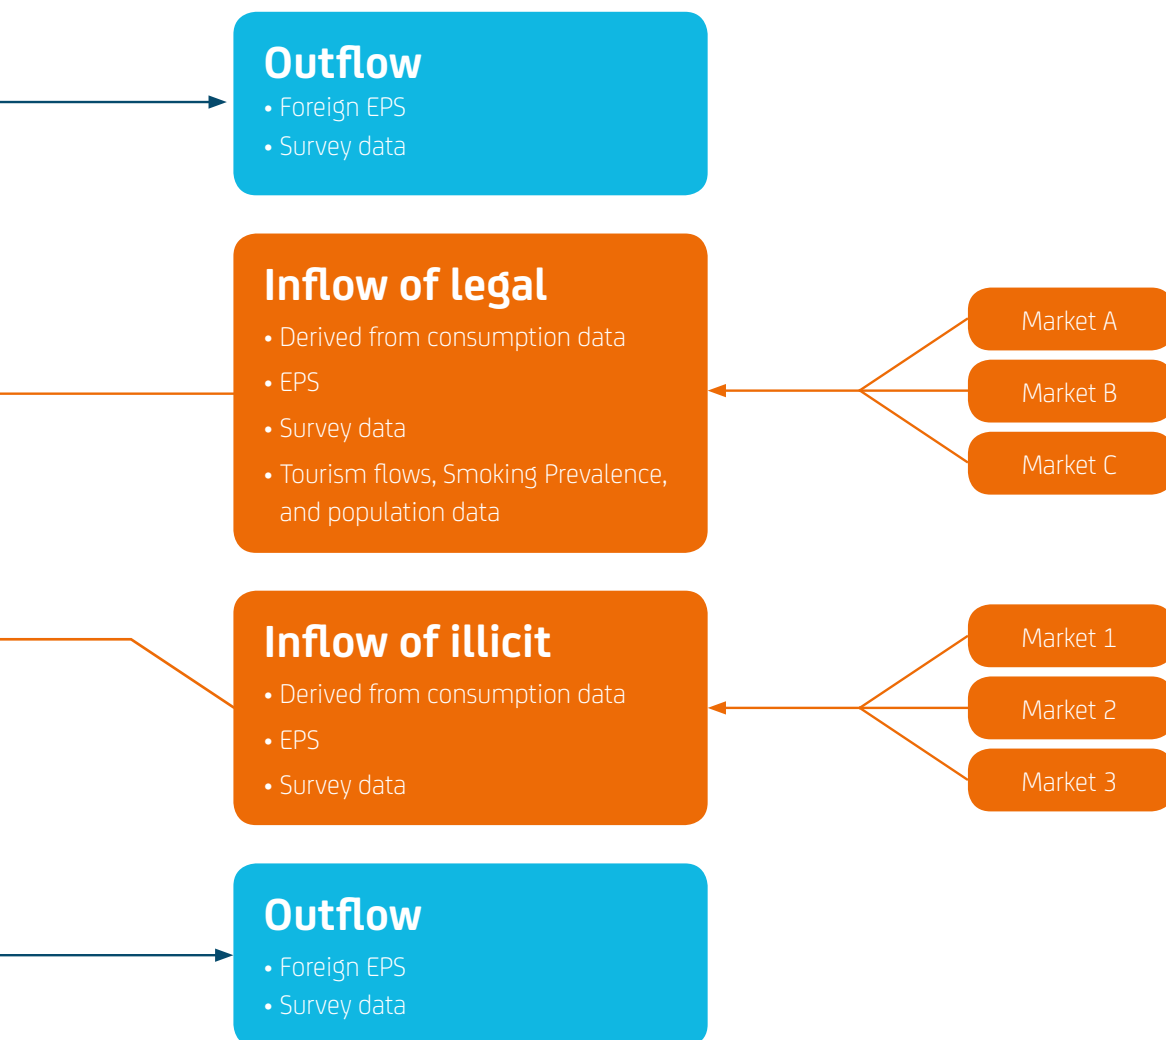 Outflow
• Foreign EPS
• Survey data
Inflow of legal
• Derived from consumption data
• EPS
• Survey data
• Tourism flows, Smoking Prevalence,
and population data
Market A
Market B
Market C
Inflow of illicit
• Derived from consumption data
• EPS
• Survey data
Market 1
Market 2
Market 3
Outflow
• Foreign EPS
• Survey data